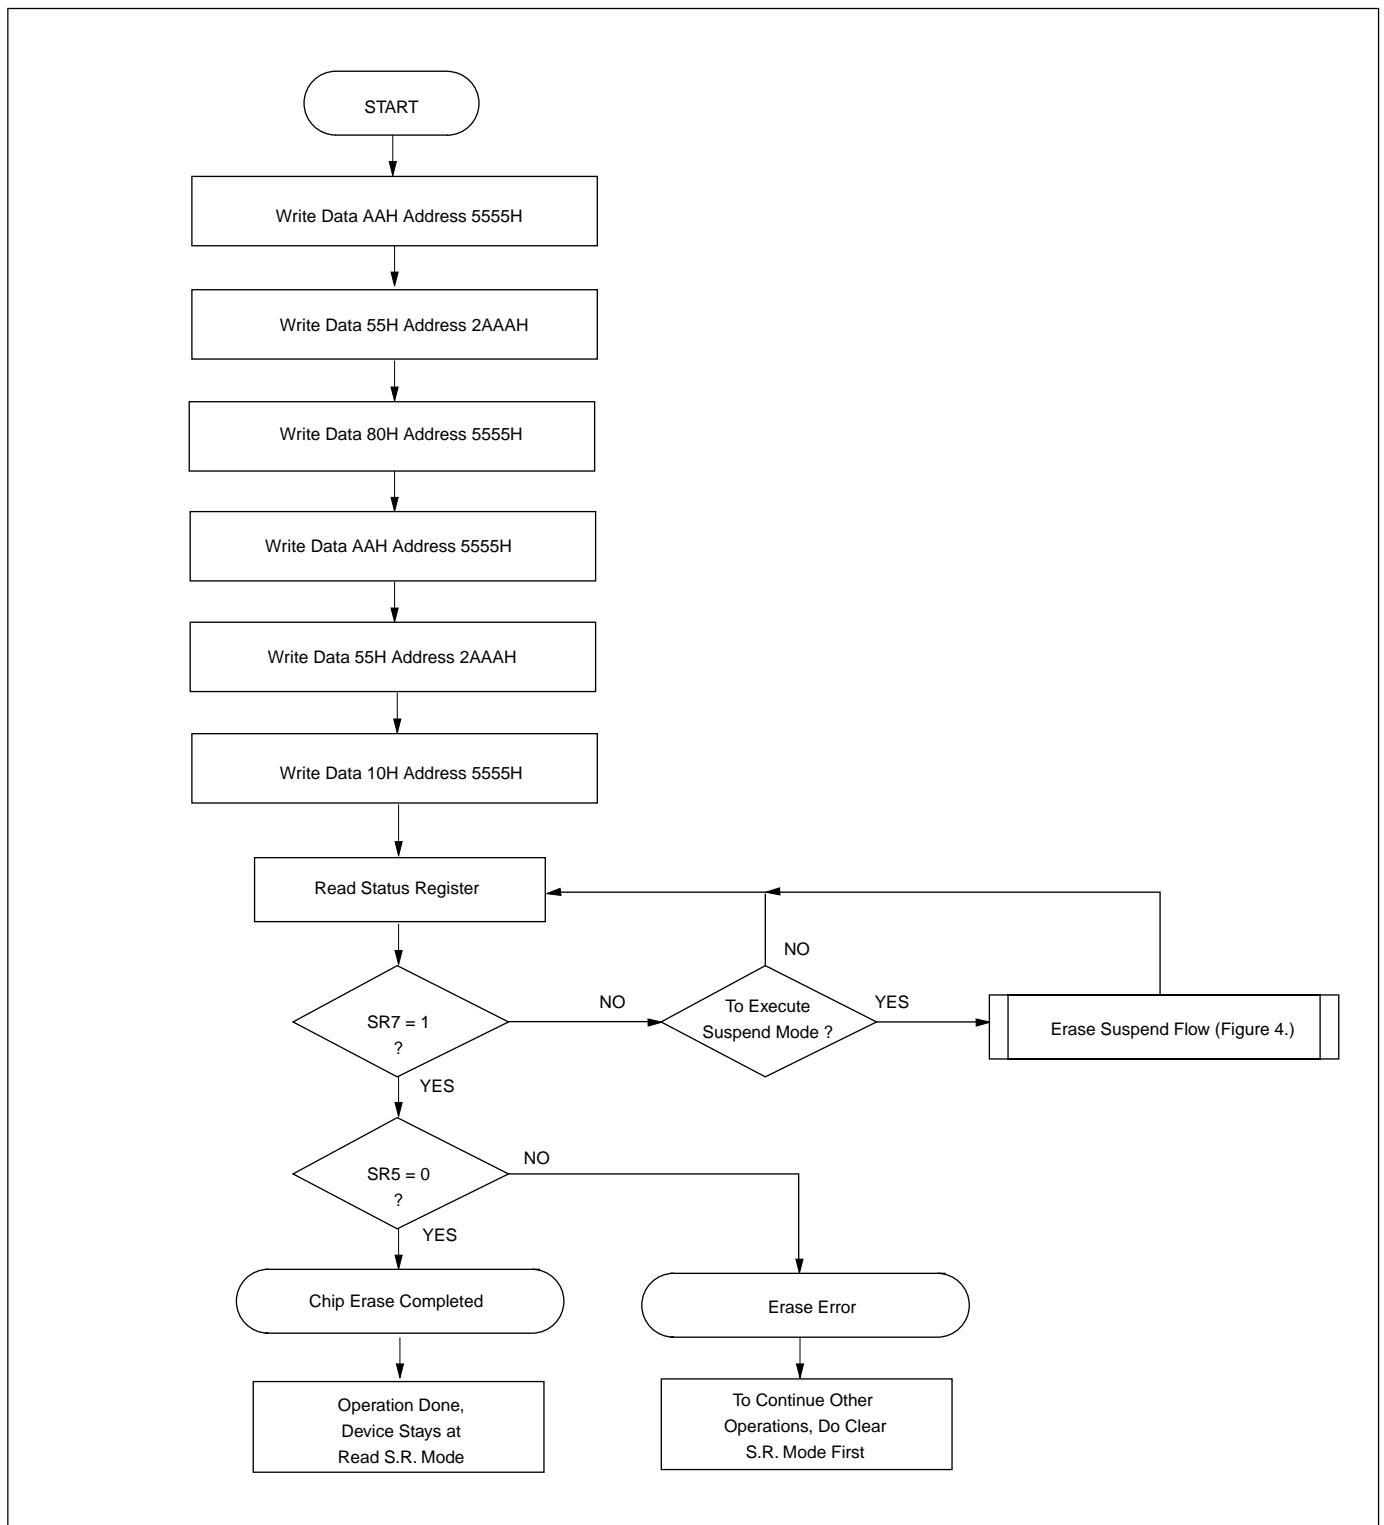 START
Write Data AAH Address 5555H
Write Data 55H Address 2AAAH
Write Data 80H Address 5555H
Write Data AAH Address 5555H
Write Data 55H Address 2AAAH
Write Data 10H Address 5555H
Read Status Register
NO
SR7 = 1
?
NO
To Execute
Suspend Mode ?
YES
Erase Suspend Flow (Figure 4.)
YES
SR5 = 0
?
NO
YES
Chip Erase Completed
Erase Error
Operation Done,
Device Stays at
Read S.R. Mode
To Continue Other
Operations, Do Clear
S.R. Mode First